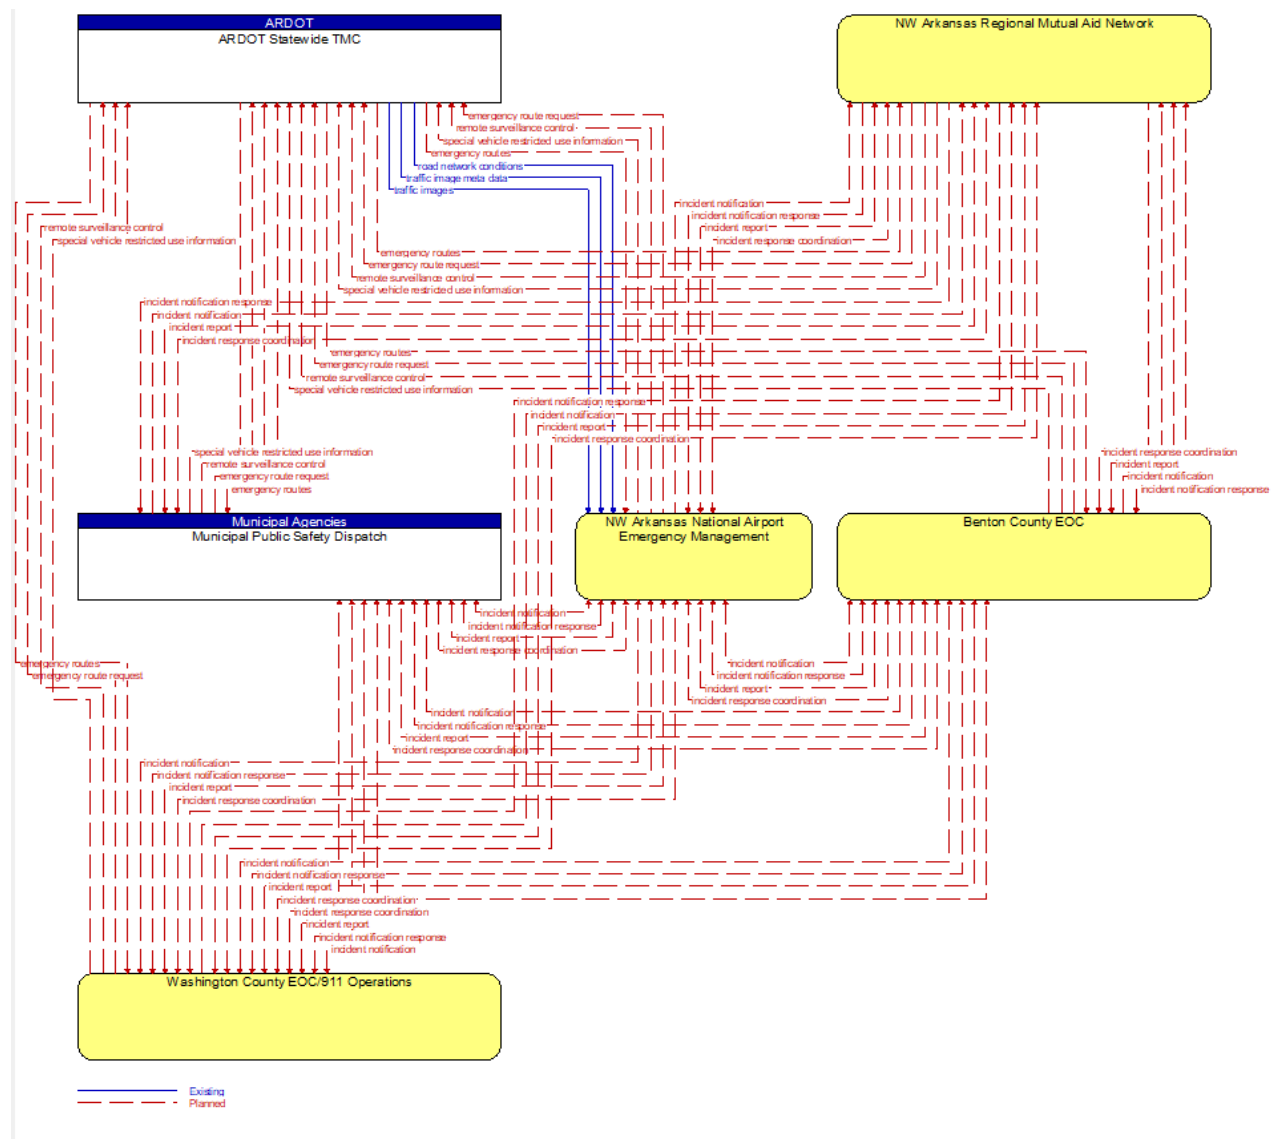 ARDOT
ARDOT Statewide TMC
NW Arkansas Regional Mutual Aid Network
emergency route request
remote surveillance control
special vehicle restricted use information
emergency routes
road network conditions
traffic image meta data
traffic images
incident notification
incident notification response
incident report
incident response coordination
remote surveillance control
special vehicle restricted use information
emergency routes
emergency route request
remote surveillance control
special vehicle restricted use information
incident notification response
incident notification
incident report
incident response coordination
emergency routes
emergency route request
remote surveillance control
special vehicle restricted use information
incident notification response
incident notification
incident report
incident response coordination
special vehicle restricted use information
remote surveillance control
emergency route request
emergency routes
incident response coordination
incident report
incident notification
incident notification response
Municipal Agencies
Municipal Public Safety Dispatch
NW Arkansas National Airport
Emergency Management
Benton County EOC
incident notification
incident notification response
incident report
incident response coordination
emergency routes
emergency route request
incident notification
incident notification response
incident report
incident response coordination
incident notification
incident notification response
incident report
incident response coordination
incident notification
incident notification response
incident report
incident response coordination
incident notification
incident notification response
incident report
incident response coordination
incident response coordination
incident report
incident notification response
incident notification
Washington County EOC/911 Operations
Existing
Planned